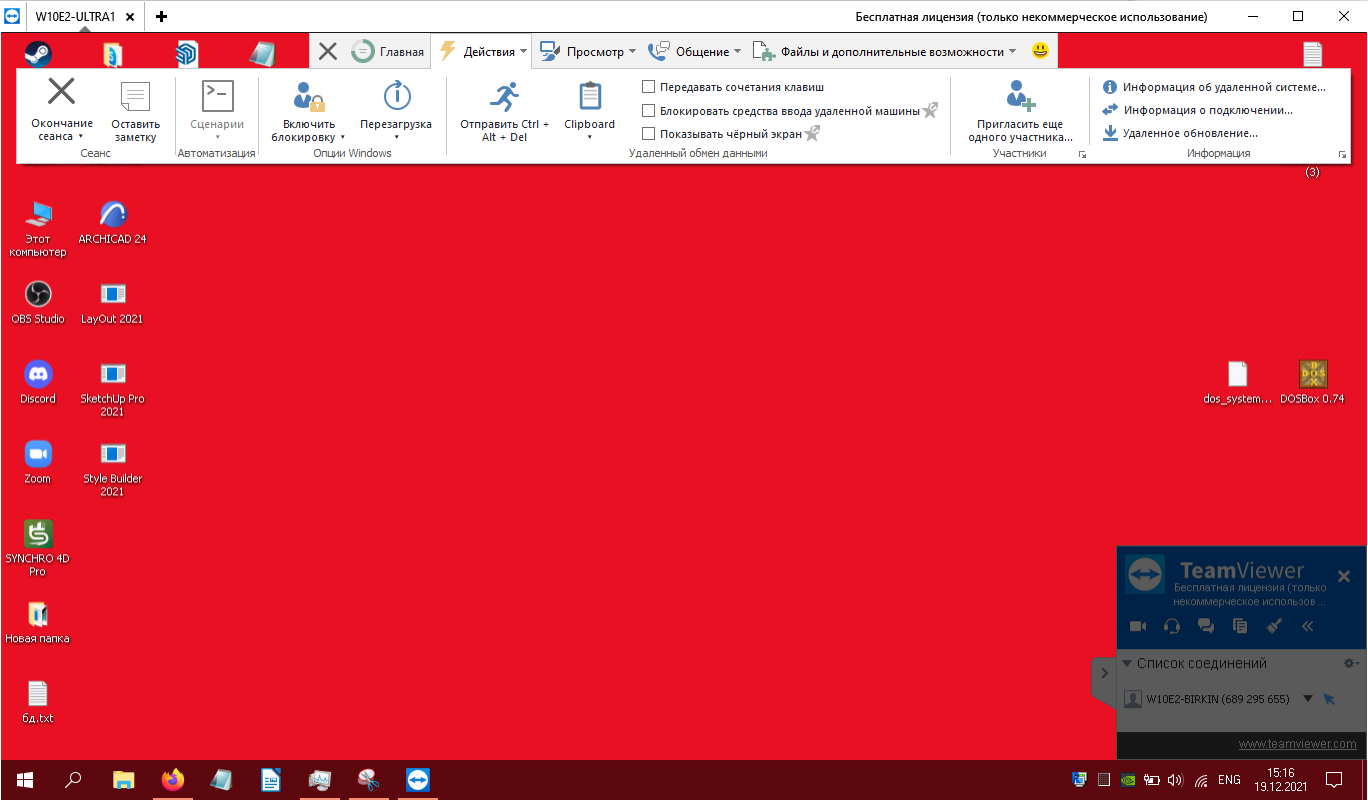 W10E2-ULTRA1
Бесплатная лицензия (только некоммерческое использование)
Главная
Действия
Просмотр
Общение
Файлы и дополнительные возможности
Окончание
сеанса
Оставить
заметку
Сеанс
Сценарии
Автоматизация
Включить
блокировку
Перезагрузка
Опции Windows
Отправить Ctrl +
Alt + Del
Clipboard
Передавать сочетания клавиш
Блокировать средства ввода удаленной машины
Показывать чёрный экран
Удаленный обмен данными
Пригласить еще
одного участника...
Участники
Информация об удаленной системе...
Информация о подключении...
Удаленное обновление...
Информация
(3)
Этот
компьютер
ARCHICAD 24
OBS Studio
LayOut 2021
Discord
SketchUp Pro
2021
dos_system...
DOSBox 0.74
Zoom
Style Builder
2021
SYNCHRO 4D
Pro
Новая папка
бд.txt
TeamViewer
Бесплатная лицензия (только
некоммерческое использов ...
Список соединений
W10E2-BIRKIN (689 295 655)
www.teamviewer.com
ENG
15:16
19.12.2021